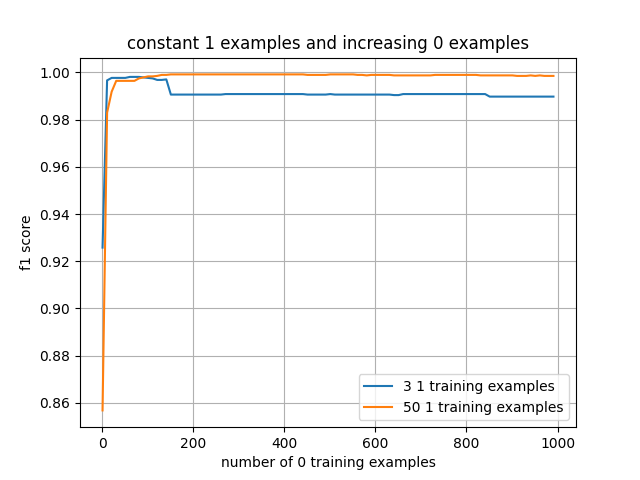 constant 1 examples and increasing 0 examples
1.00
0.98
0.96
0.94
0.92
0.90
0.88
0.86
f1 score
3 1 training examples
50 1 training examples
0 200 400 600 800 1000
number of 0 training examples